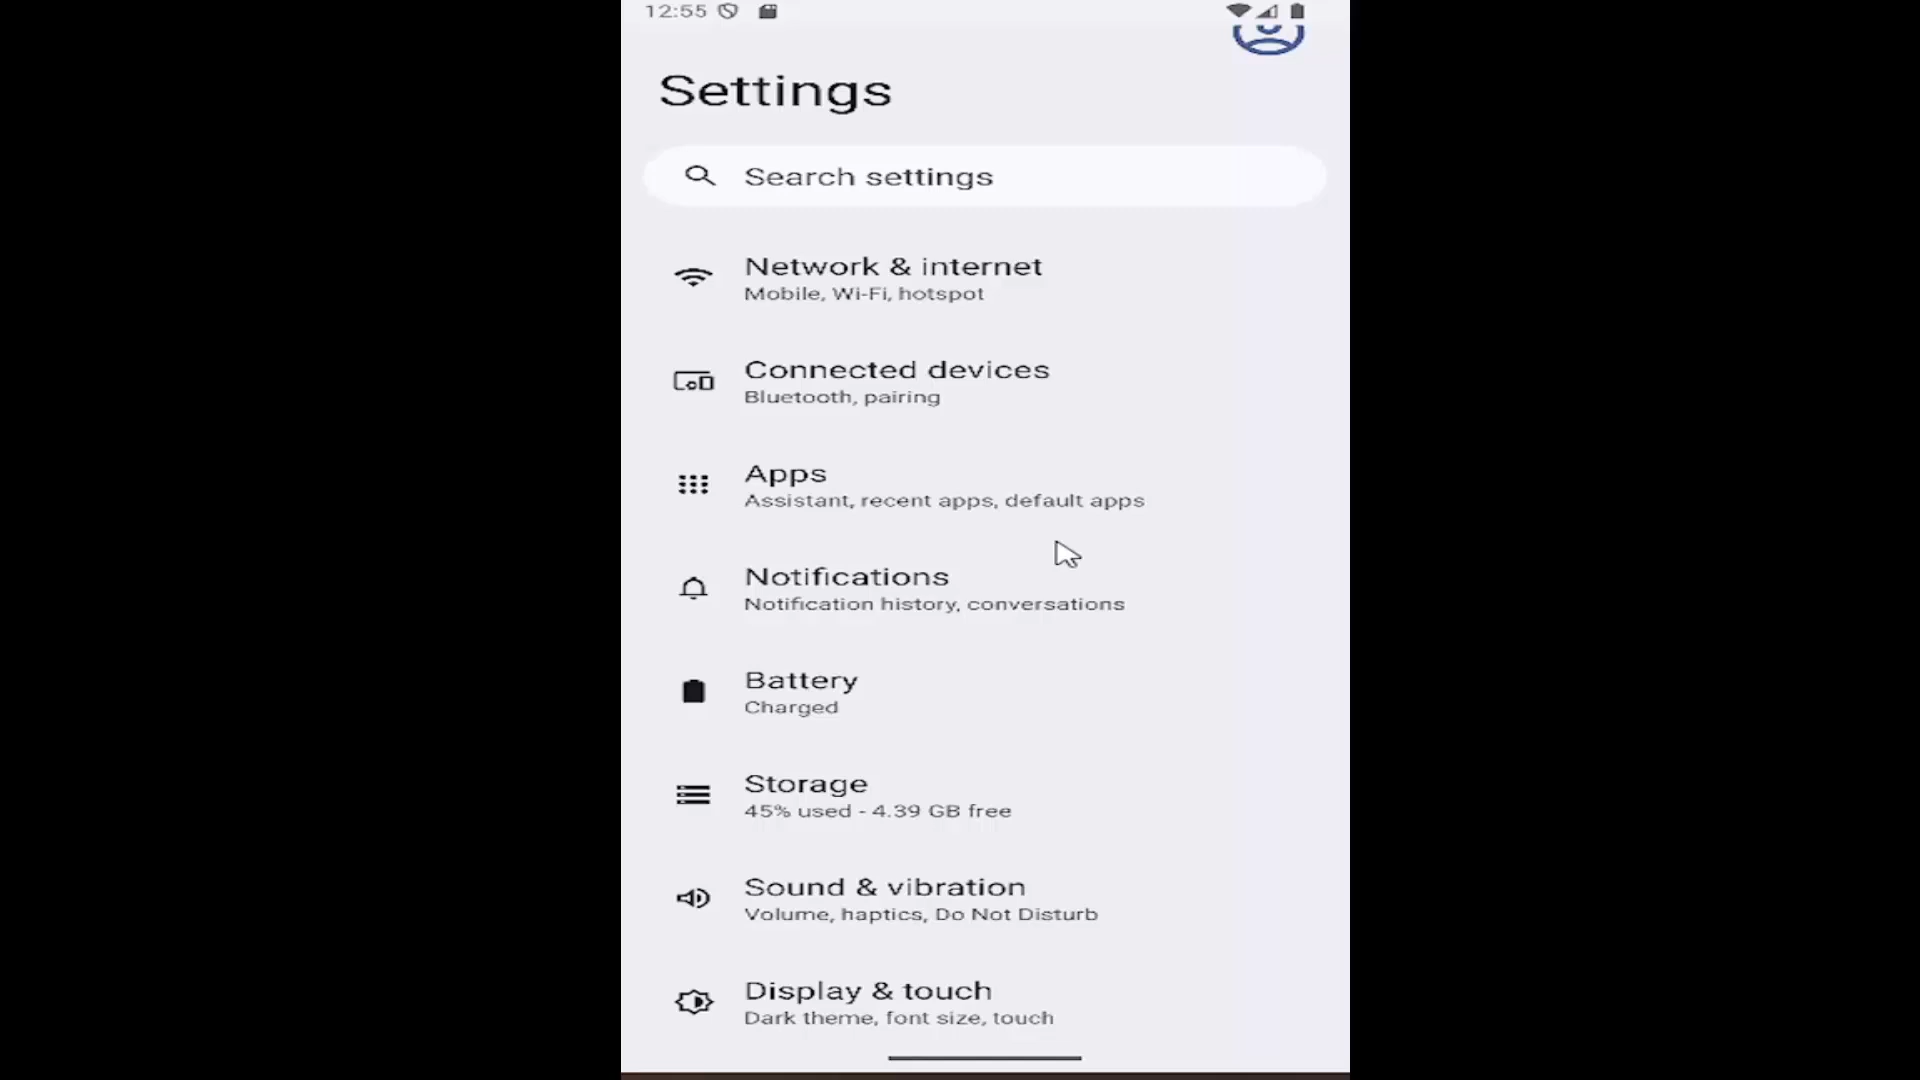 12:55
Settings
Search settings
Network & internet
Mobile, Wi-Fi, hotspot
Connected devices
Bluetooth, pairing
Apps
Assistant, recent apps, default apps
Notifications
Notification history, conversations
Battery
Charged
Storage
45% used - 4.39 GB free
Sound & vibration
Volume, haptics, Do Not Disturb
Display & touch
Dark theme, font size, touch